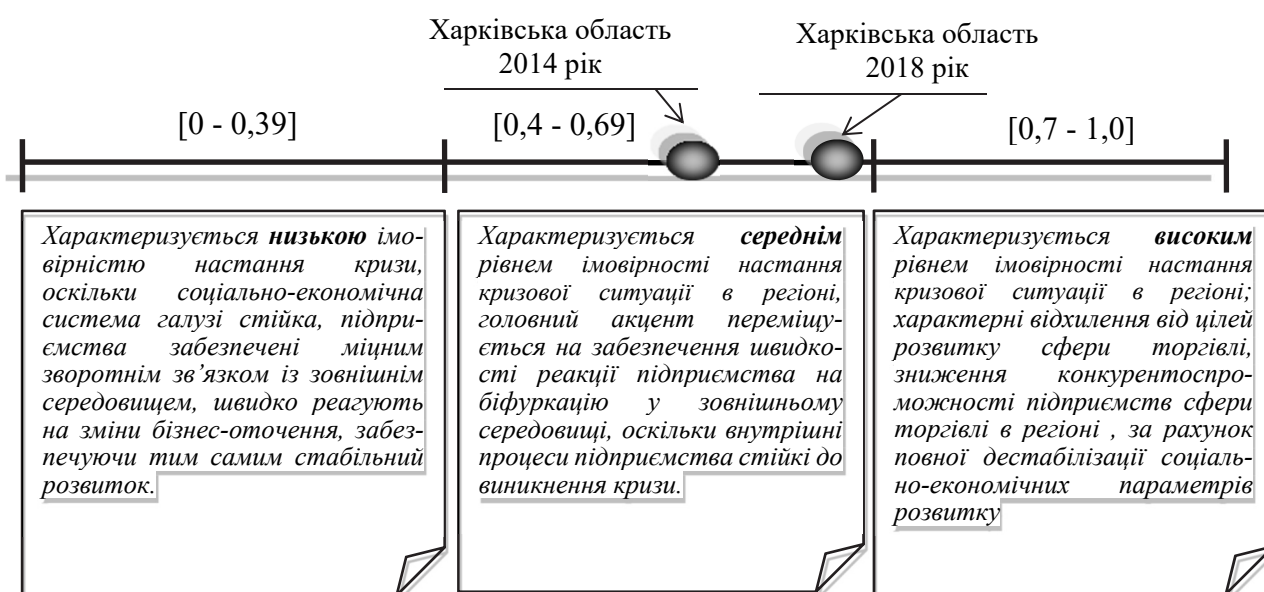 Харківська область
2014 рік
Харківська область
2018 рік
[0 - 0,39]
[0,4 - 0,69]
[0,7 - 1,0]
Характеризується низькою імо-
вірністю настання кризи,
оскільки соціально-економічна
система галузі стійка, підпри-
ємства забезпечені міцним
зворотнім зв’язком із зовнішнім
середовищем, швидко реагують
на зміни бізнес-оточення, забез-
печуючи тим самим стабільний
розвиток.
Характеризується середнім
рівнем імовірності настання
кризової ситуації в регіоні,
головний акцент переміщу-
ється на забезпечення швидко-
сті реакції підприємства на
біфуркацію у зовнішньому
середовищі, оскільки внутрішні
процеси підприємства стійкі до
виникнення кризи.
Характеризується високим
рівнем імовірності настання
кризової ситуації в регіоні;
характерні відхилення від цілей
розвитку сфери торгівлі,
зниження конкурентоспро-
можності підприємств сфери
торгівлі в регіоні , за рахунок
повної дестабілізації соціаль-
но-економічних параметрів
розвитку